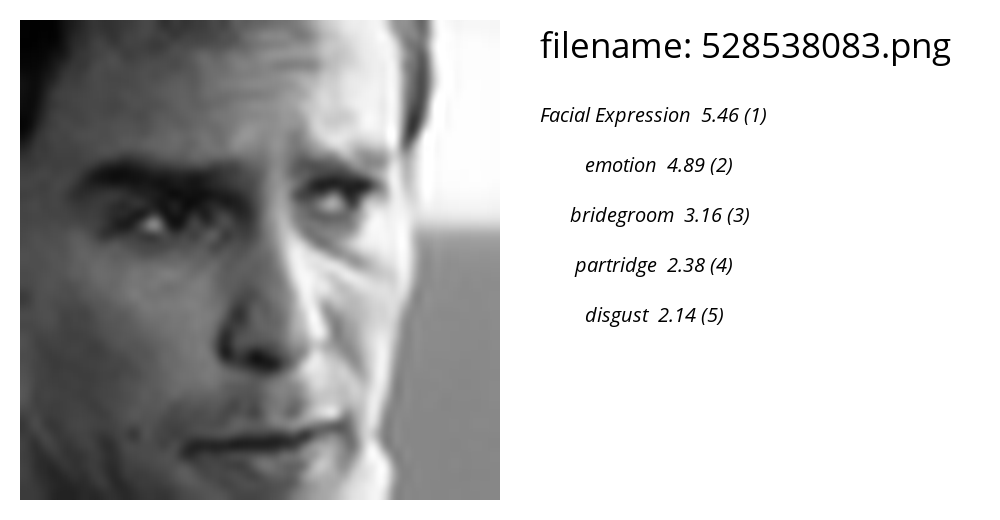 filename: 528538083.png
Facial Expression 5.46 (1)
emotion 4.89 (2)
bridegroom 3.16 (3)
partridge 2.38 (4)
disgust 2.14 (5)